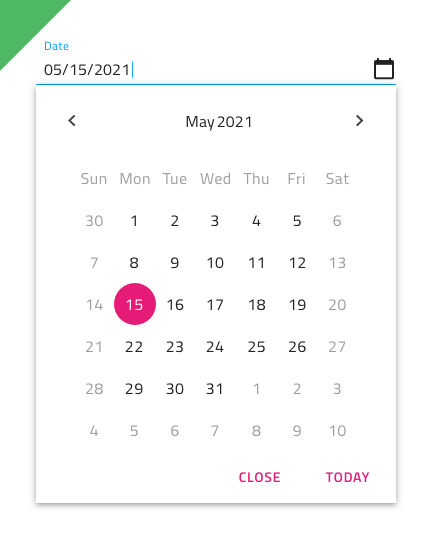 Date
05/15/2021
May 2021
Sun Mon Tue Wed Thu Fri Sat
30 1 2 3 4 5 6
7 8 9 10 11 12 13
14 15 16 17 18 19 20
21 22 23 24 25 26 27
28 29 30 31 1 2 3
4 5 6 7 8 9 10
CLOSE TODAY